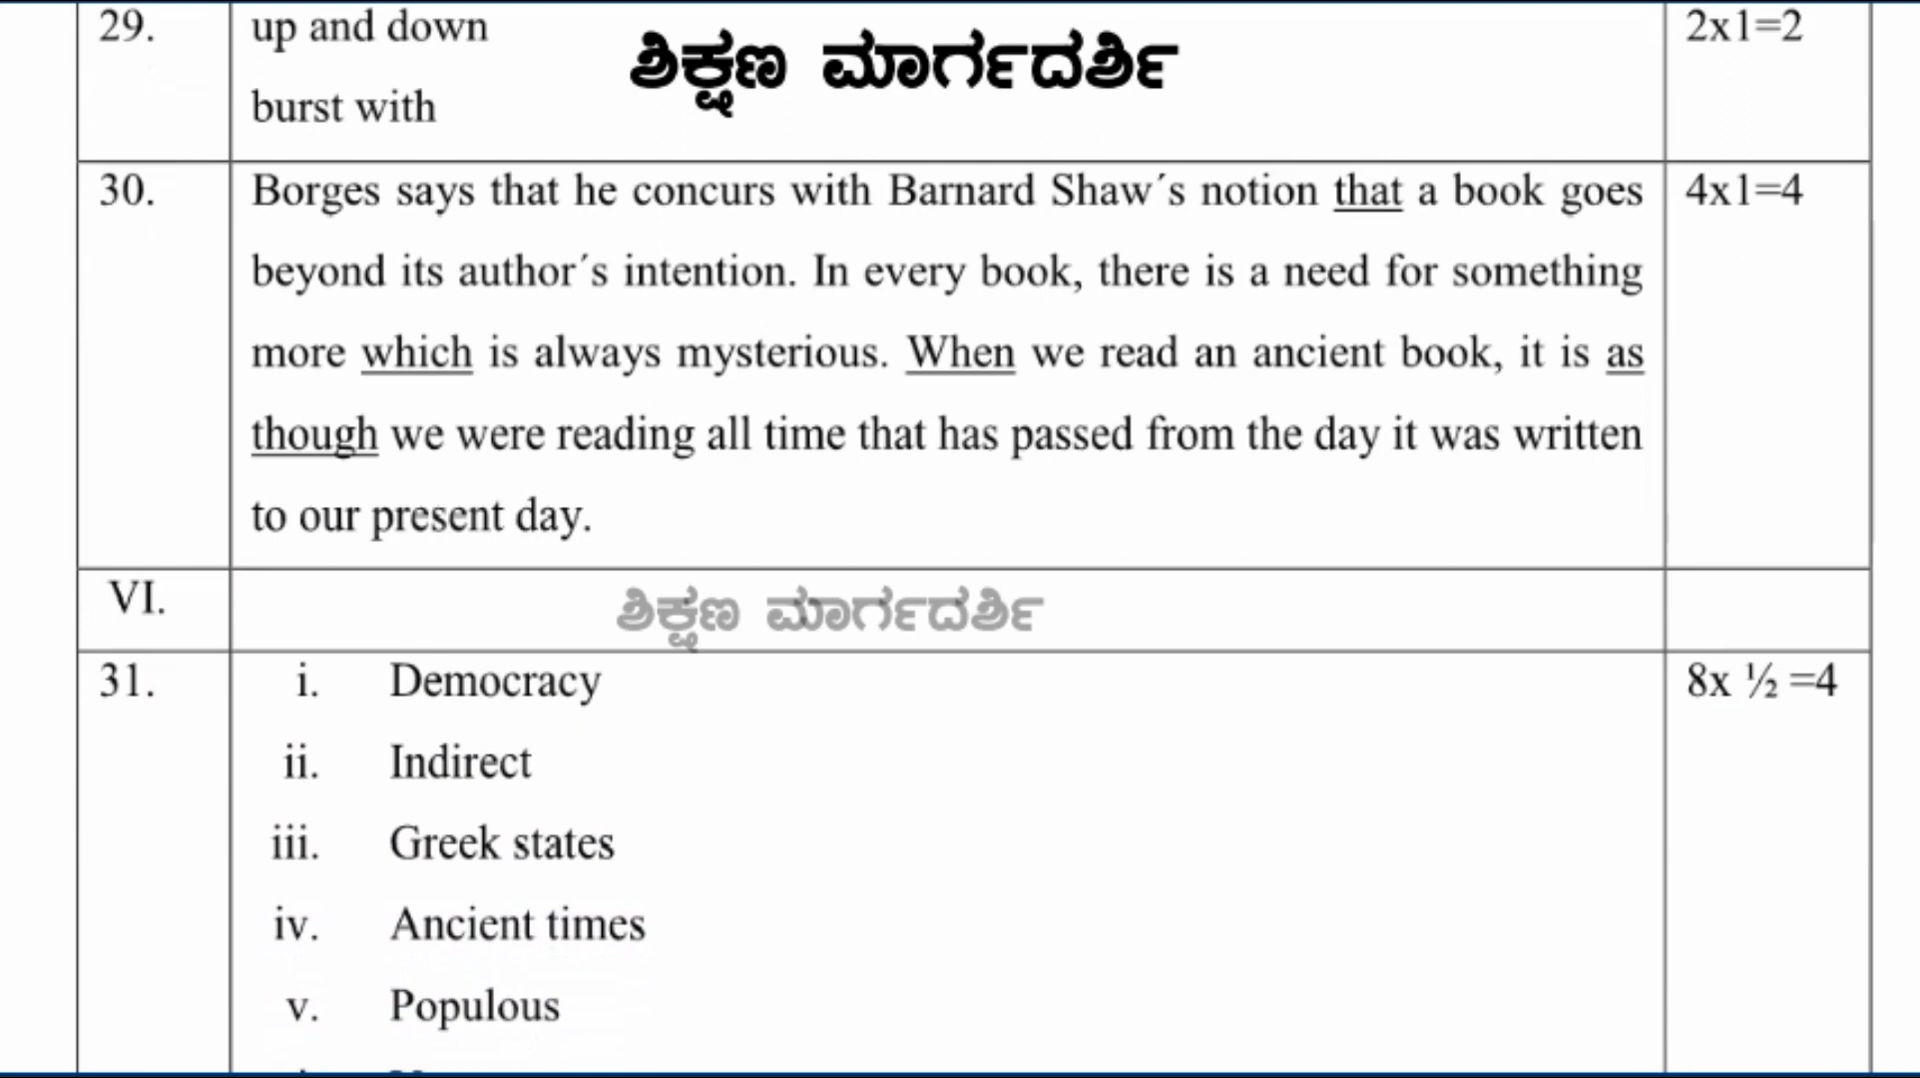 29. up and down 2x1=2
ಶಿಕ್ಷಣ ಮಾರ್ಗದರ್ಶಿ
burst with
30. Borges says that he concurs with Barnard Shaw´s notion that a book goes 4x1=4
beyond its author´s intention. In every book, there is a need for something
more which is always mysterious. When we read an ancient book, it is as
though we were reading all time that has passed from the day it was written
to our present day.
VI.
ಶಿಕ್ಷಣ ಮಾರ್ಗದರ್ಶಿ
31. i. Democracy 8x ½ =4
ii. Indirect
iii. Greek states
iv. Ancient times
v. Populous